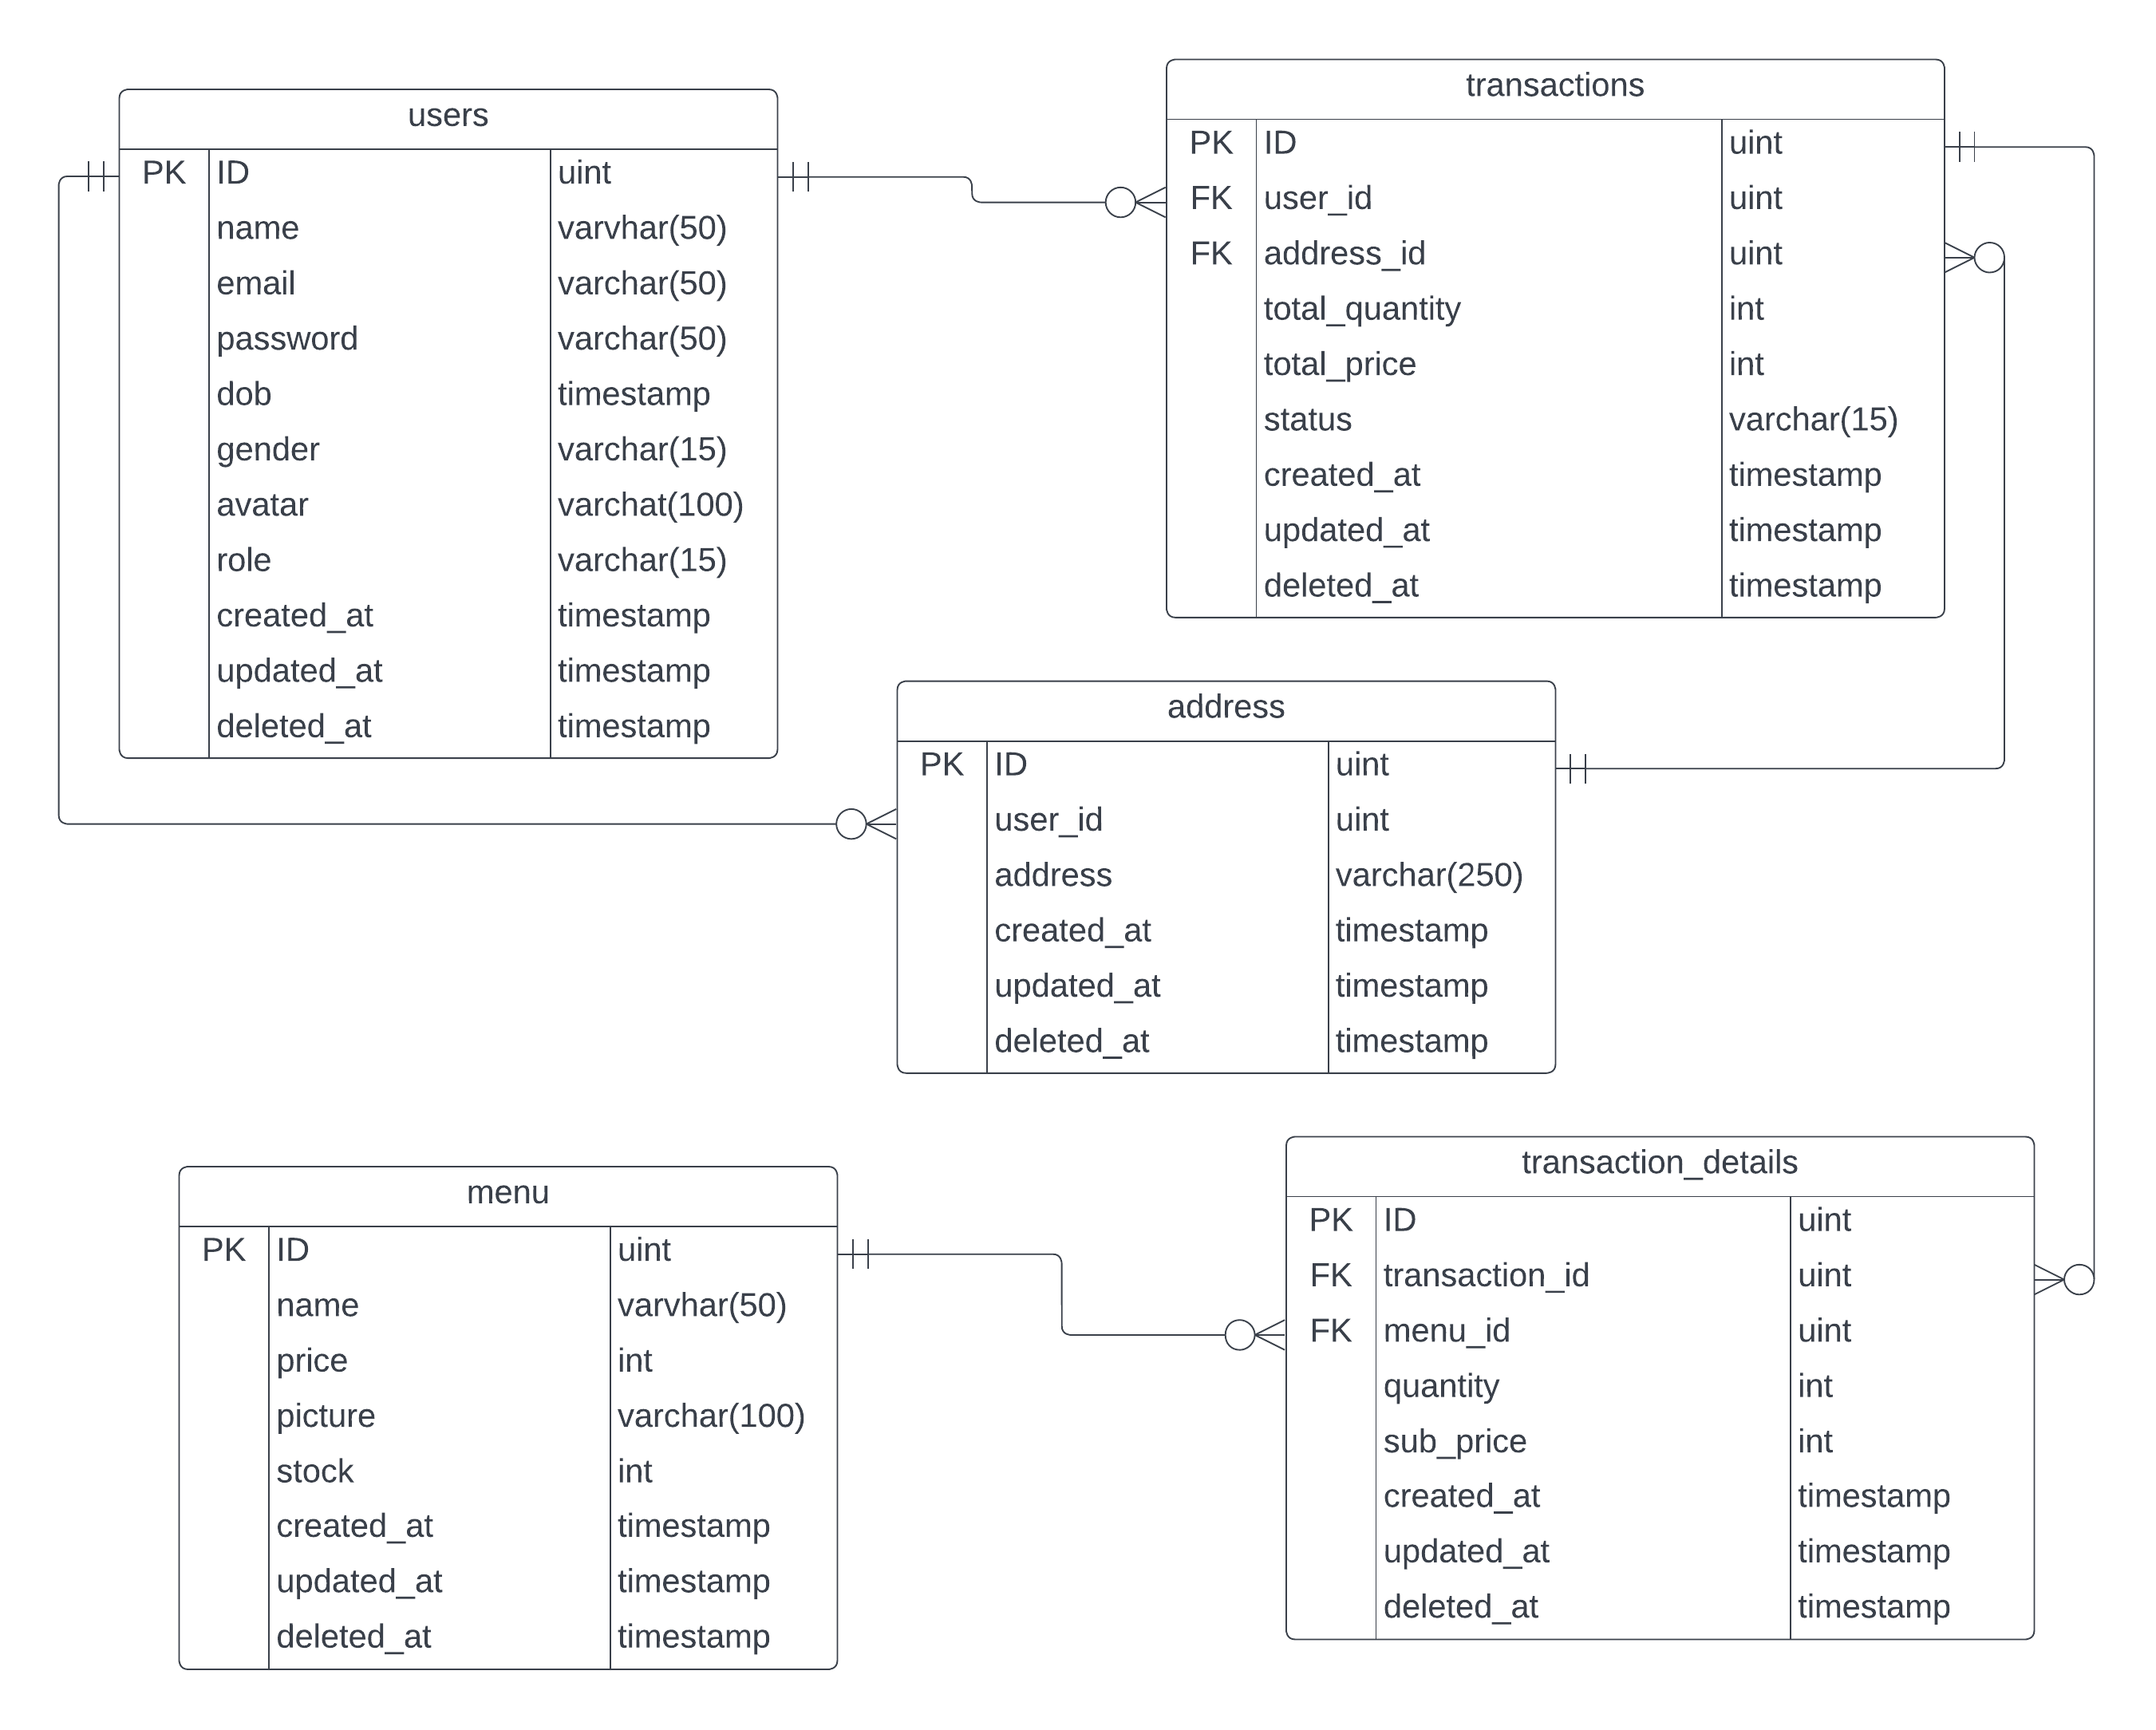 users
PK ID uint
name varvhar(50)
email varchar(50)
password varchar(50)
dob timestamp
gender varchar(15)
avatar varchat(100)
role varchar(15)
created_at timestamp
updated_at timestamp
deleted_at timestamp
transactions
PK ID uint
FK user_id uint
FK address_id uint
total_quantity int
total_price int
status varchar(15)
created_at timestamp
updated_at timestamp
deleted_at timestamp
address
PK ID uint
user_id uint
address varchar(250)
created_at timestamp
updated_at timestamp
deleted_at timestamp
menu
PK ID uint
name varvhar(50)
price int
picture varchar(100)
stock int
created_at timestamp
updated_at timestamp
deleted_at timestamp
transaction_details
PK ID uint
FK transaction_id uint
FK menu_id uint
quantity int
sub_price int
created_at timestamp
updated_at timestamp
deleted_at timestamp